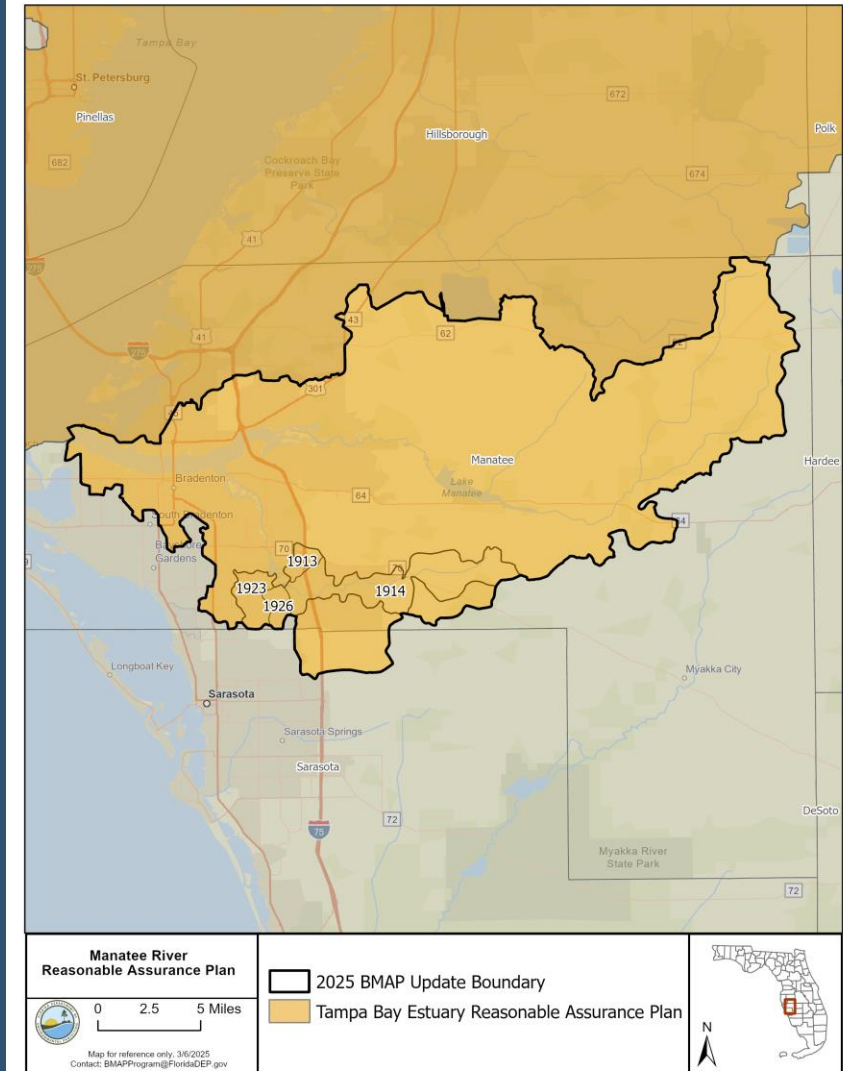 Tampa Bay
St. Petersburg
Pinellas
672
Hillsborough
Polk
682
Cockroach Bay
Preserve State
Park
674
41
275
43
41
62
275
301
Manatee
Hardee
Lake
Manatee
Bradenton
64
South Bradenton
64
Gardens
70
1913
70
1923
1914
1926
Longboat Key
Myakka City
Sarasota
Sarasota Springs
Sarasota
DeSoto
72
75
Myakka River
State Park
72
Manatee River
Reasonable Assurance Plan
0 2.5 5 Miles
Map for reference only. 3/6/2025
Contact: BMAPProgram@FloridaDEP.gov
2025 BMAP Update Boundary
Tampa Bay Estuary Reasonable Assurance Plan
N